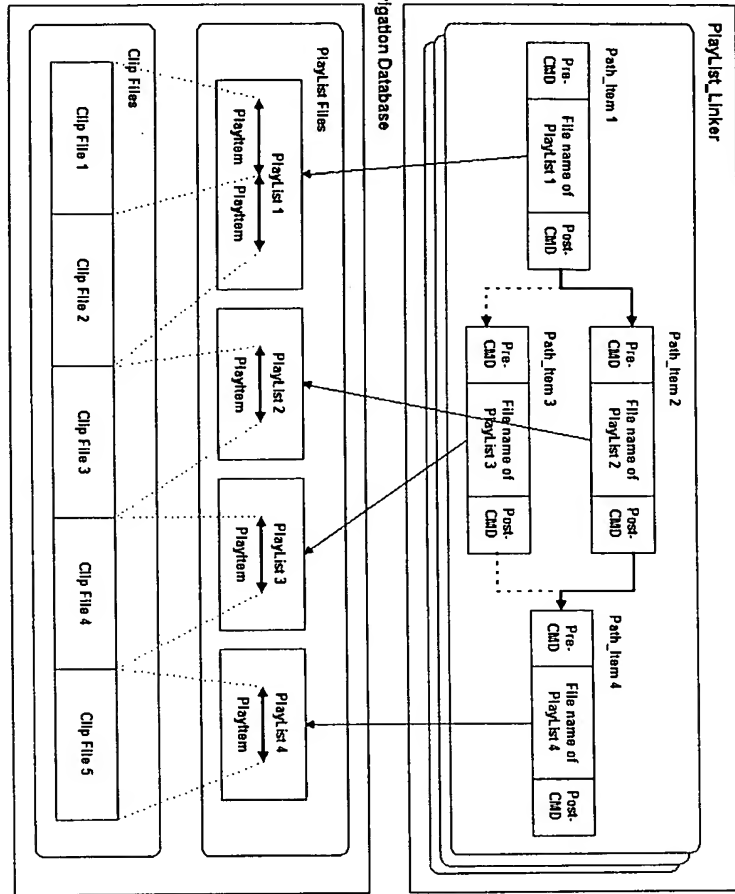 PlayList_Linker
Path_Item 1
Pre-
CMD
File name of
PlayList 1
Post-
CMD
Path_Item 2
Pre-
CMD
File name of
PlayList 2
Post-
CMD
Path_Item 3
Pre-
CMD
File name of
PlayList 3
Post-
CMD
Path_Item 4
Pre-
CMD
File name of
PlayList 4
Post-
CMD
igation Database
PlayList Files
PlayList 1
PlayItem
PlayItem
PlayList 2
PlayItem
PlayList 3
PlayItem
PlayList 4
PlayItem
Clip Files
Clip File 1
Clip File 2
Clip File 3
Clip File 4
Clip File 5